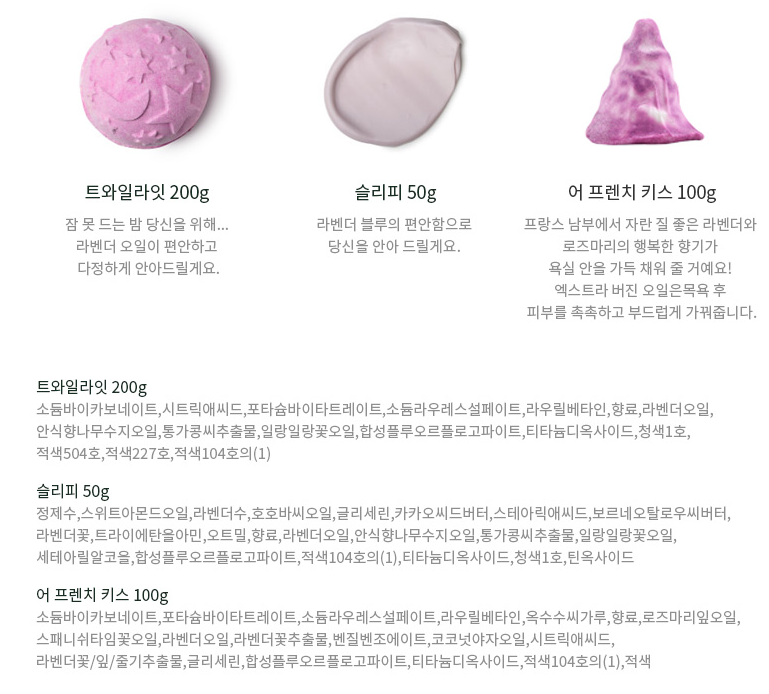 트와일라잇 200g
잠 못 드는 밤 당신을 위해...
라벤더 오일이 편안하고
다정하게 안아드릴게요.
슬리피 50g
라벤더 블루의 편안함으로
당신을 안아 드릴게요.
어 프렌치 키스 100g
프랑스 남부에서 자란 질 좋은 라벤더와
로즈마리의 행복한 향기가
욕실 안을 가득 채워 줄 거예요!
엑스트라 버진 오일은목욕 후
피부를 촉촉하고 부드럽게 가꿔줍니다.
트와일라잇 200g
소듐바이카보네이트,시트릭애씨드,포타슘바이타트레이트,소듐라우레스설페이트,라우릴베타인,향료,라벤더오일,
안식향나무수지오일,통가콩씨추출물,일랑일랑꽃오일,합성플루오르플로고파이트,티타늄디옥사이드,청색1호,
적색504호,적색227호,적색104호의(1)
슬리피 50g
정제수,스위트아몬드오일,라벤더수,호호바씨오일,글리세린,카카오씨드버터,스테아릭애씨드,보르네오탈로우씨버터,
라벤더꽃,트라이에탄올아민,오트밀,향료,라벤더오일,안식향나무수지오일,통가콩씨추출물,일랑일랑꽃오일,
세테아릴알코올,합성플루오르플로고파이트,적색104호의(1),티타늄디옥사이드,청색1호,틴옥사이드
어 프렌치 키스 100g
소듐바이카보네이트,포타슘바이타트레이트,소듐라우레스설페이트,라우릴베타인,옥수수씨가루,향료,로즈마리잎오일,
스패니쉬타임꽃오일,라벤더오일,라벤더꽃추출물,벤질벤조에이트,코코넛야자오일,시트릭애씨드,
라벤더꽃/잎/줄기추출물,글리세린,합성플루오르플로고파이트,티타늄디옥사이드,적색104호의(1),적색